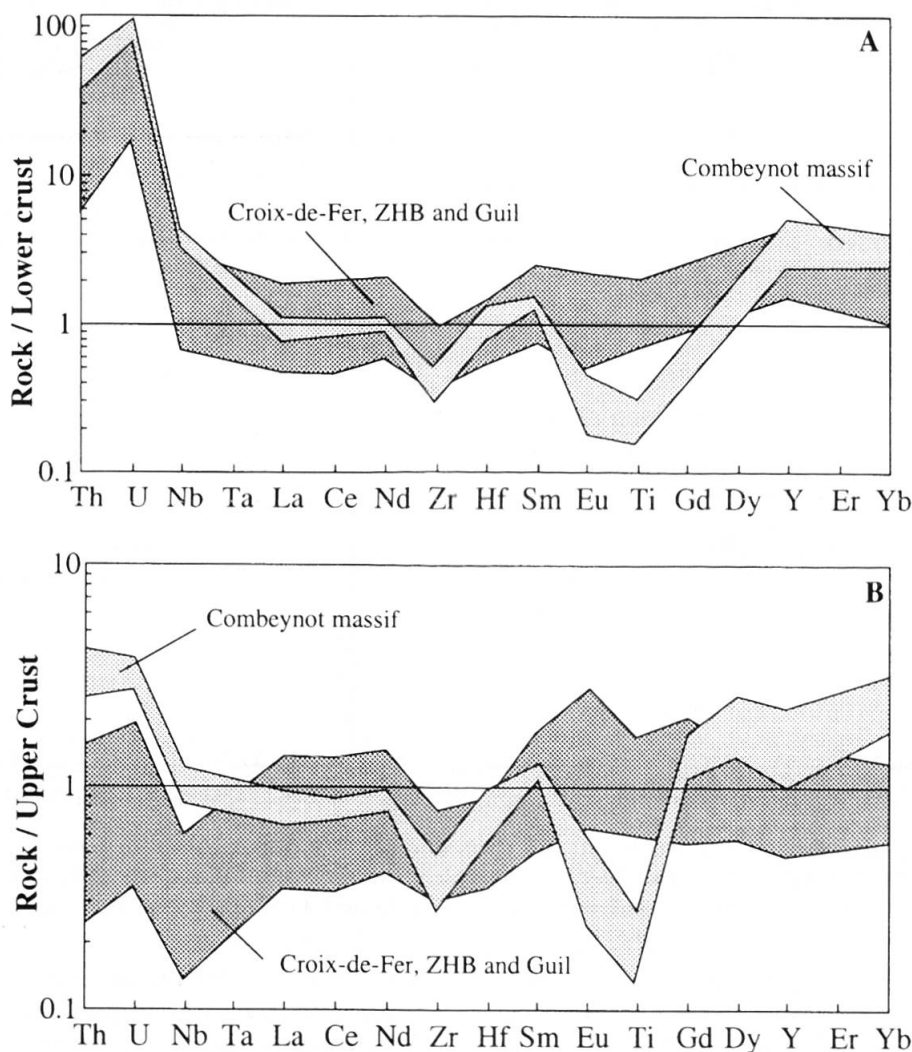 100
A
Rock / Lower crust
Combeynot massif
10
Croix-de-Fer, ZHB and Guil
1
0.1
Th U Nb Ta La Ce Nd Zr Hf Sm Eu Ti Gd Dy Y Er Yb
10
B
Rock / Upper Crust
Combeynot massif
1
Croix-de-Fer, ZHB and Guil
0.1
Th U Nb Ta La Ce Nd Zr Hf Sm Eu Ti Gd Dy Y Er Yb